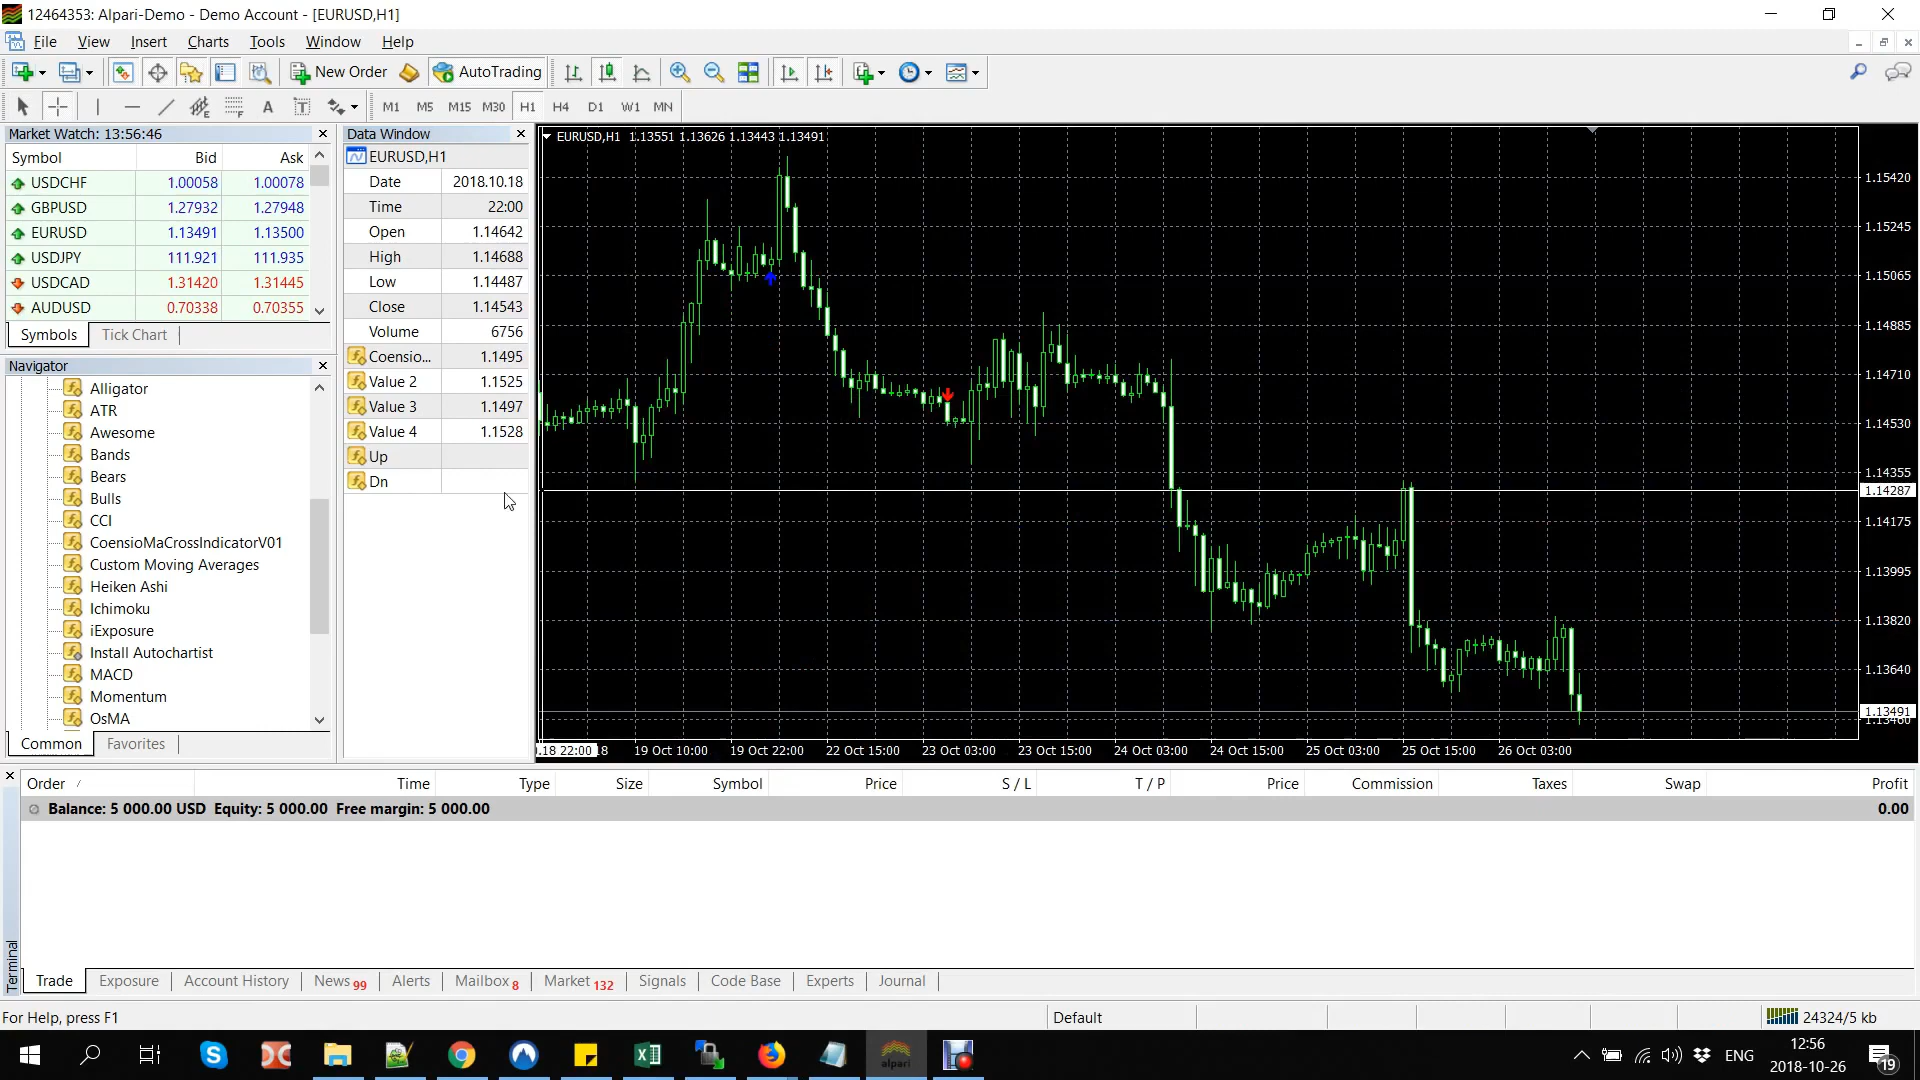 12464353: Alpari-Demo - Demo Account - [EURUSD,H1]
File View Insert Charts Tools Window Help
New Order AutoTrading
A T M1 M5 M15 M30 H1 H4 D1 W1 MN
Market Watch: 13:56:46
Symbol Bid Ask
USDCHF 1.00058 1.00078
GBPUSD 1.27932 1.27948
EURUSD 1.13491 1.13500
USDJPY 111.921 111.935
USDCAD 1.31420 1.31445
AUDUSD 0.70338 0.70355
Symbols Tick Chart
Navigator
Alligator
ATR
Awesome
Bands
Bears
Bulls
CCI
CoensioMaCrossIndicatorV01
Custom Moving Averages
Heiken Ashi
Ichimoku
iExposure
Install Autochartist
MACD
Momentum
OsMA
Common Favorites
Data Window
EURUSD,H1
Date 2018.10.18
Time 22:00
Open 1.14642
High 1.14688
Low 1.14487
Close 1.14543
Volume 6756
Coensio... 1.1495
Value 2 1.1525
Value 3 1.1497
Value 4 1.1528
Up
Dn
EURUSD,H1 1.13551 1.13626 1.13443 1.13491
1.15420
1.15245
1.15065
1.14885
1.14710
1.14530
1.14355
1.14287
1.14175
1.13995
1.13820
1.13640
1.13491
1.13460
22:00 19 Oct 10:00 19 Oct 22:00 22 Oct 15:00 23 Oct 03:00 23 Oct 15:00 24 Oct 03:00 24 Oct 15:00 25 Oct 03:00 25 Oct 15:00 26 Oct 03:00
Order / Time Type Size Symbol Price S / L T / P Price Commission Taxes Swap Profit
Balance: 5 000.00 USD Equity: 5 000.00 Free margin: 5 000.00 0.00
Terminal
Trade Exposure Account History News 99 Alerts Mailbox 8 Market 132 Signals Code Base Experts Journal
For Help, press F1 Default 24324/5 kb
alpari ENG 12:56
2018-10-26 19